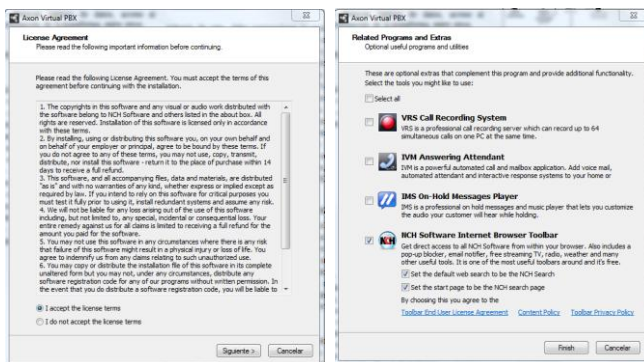 Axon Virtual PBX
License Agreement
Please read the following important information before continuing.
Please read the following License Agreement. You must accept the terms of this
agreement before continuing with the installation.
1. The copyrights in this software and any visual or audio work distributed with
the software belong to NCH Software and others listed in the about box. All
rights are reserved. Installation of this software is licensed only in accordance
with these terms.
2. By installing, using or distributing this software you, on your own behalf and
on behalf of your employer or principal, agree to be bound by these terms. If
you do not agree to any of these terms, you may not use, copy, transmit,
distribute, nor install this software - return it to the place of purchase within 14
days to receive a full refund.
3. This software, and all accompanying files, data and materials, are distributed
"as is" and with no warranties of any kind, whether express or implied except as
required by law. If you intend to rely on this software for critical purposes you
must test it fully prior to using it, install redundant systems and assume any risk.
4. We will not be liable for any loss arising out of the use of this software
including, but not limited to, any special, incidental or consequential loss. Your
entire remedy against us for all claims is limited to receiving a full refund for the
amount you paid for the software.
5. You may not use this software in any circumstances where there is any risk
that failure of this software might result in a physical injury or loss of life. You
agree to indemnify us from any claims relating to such unauthorized use.
6. You may copy or distribute the installation file of this software in its complete
unaltered form but you may not, under any circumstances, distribute any
software registration code for any of our programs without written permission. In
the event that you do distribute a software registration code, you will be liable to
I accept the license terms
I do not accept the license terms
Siguiente >
Cancelar
Axon Virtual PBX
Related Programs and Extras
Optional useful programs and utilities
These are optional extras that complement this program and provide additional functionality.
Select the tools you might like to use:
Select all
VRS Call Recording System
VRS is a professional call recording server which can record up to 64
simultaneous calls on one PC at the same time.
IVM Answering Attendant
IVM is a powerful automated call and mailbox application. Add voice mail,
automated attendant and interactive response systems to your home or
IMS On-Hold Messages Player
IMS is a professional on hold messages and music player that lets you customize
the audio your customer will hear while holding.
NCH
NCH Software Internet Browser Toolbar
Get direct access to all NCH Software from within your browser. Also includes a
pop-up blocker, email notifier, free streaming TV, radio, weather and many
other useful tools. It is one of the most useful toolbars around and it's free.
Set the default web search to be the NCH Search
Set the start page to be the NCH search page
By choosing this you agree to the
Toolbar End User License Agreement Content Policy Toolbar Privacy Policy
Finish
Cancelar